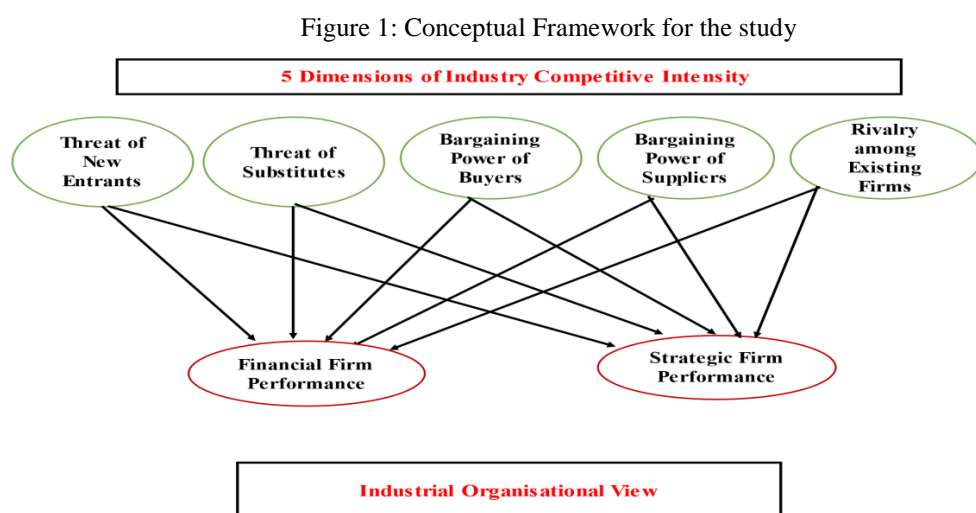 Figure 1: Conceptual Framework for the study
5 Dimensions of Industry Competitive Intensity
Threat of
New
Entrants
Threat of
Substitutes
Bargaining
Power of
Buyers
Bargaining
Power of
Suppliers
Rivalry
among
Existing
Firms
Financial Firm
Performance
Strategic Firm
Performance
Industrial Organisational View